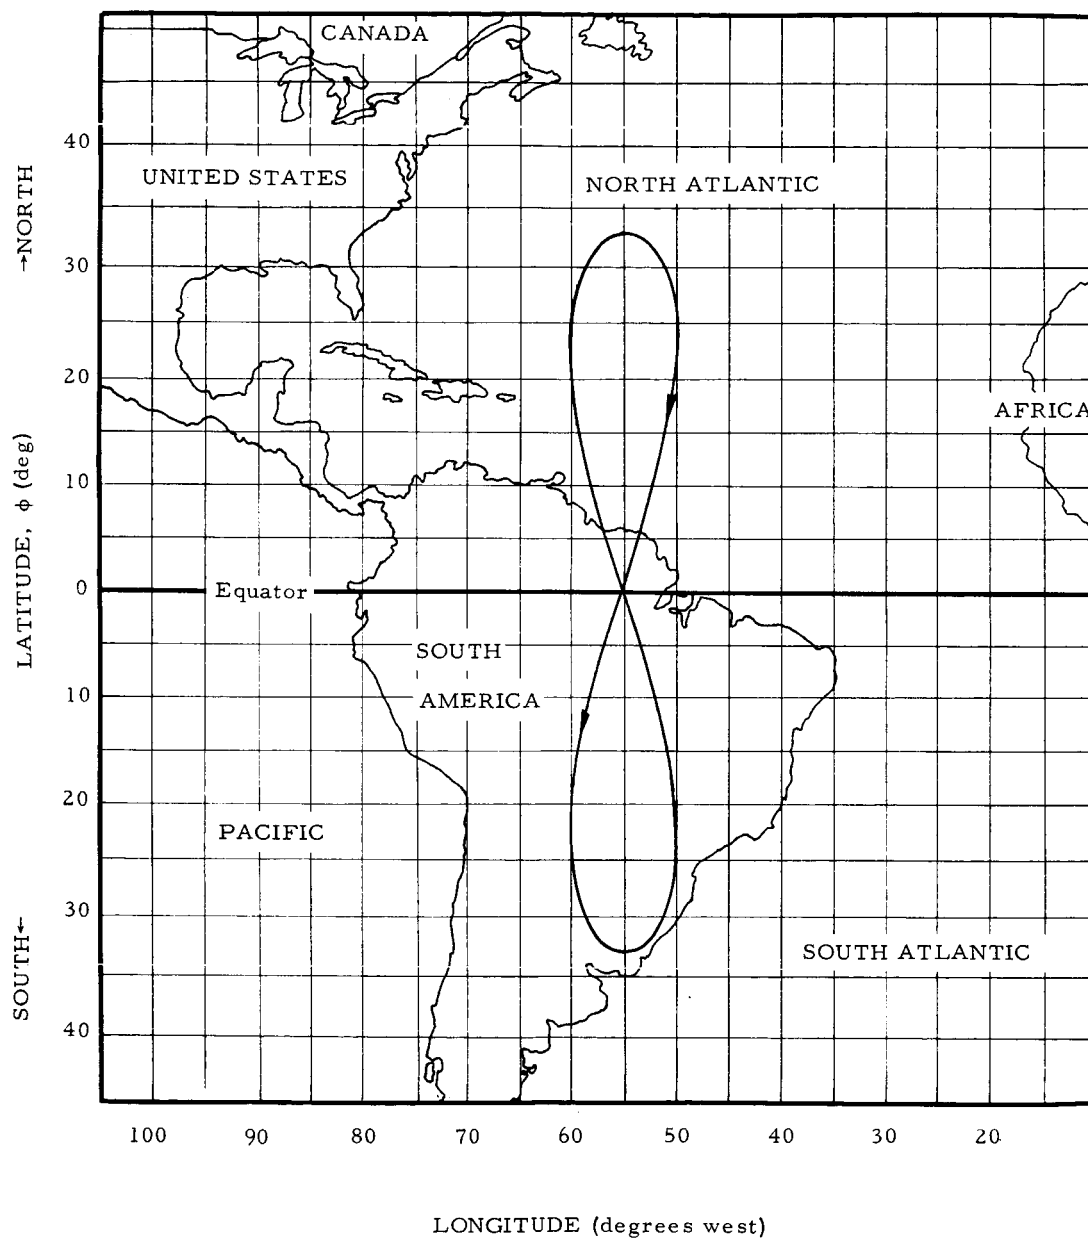 CANADA
40
UNITED STATES
NORTH ATLANTIC
→NORTH
30
20
AFRICA
LATITUDE, ϕ (deg)
10
0
Equator
SOUTH
AMERICA
10
20
PACIFIC
30
SOUTH←
SOUTH ATLANTIC
40
100 90 80 70 60 50 40 30 20
LONGITUDE (degrees west)